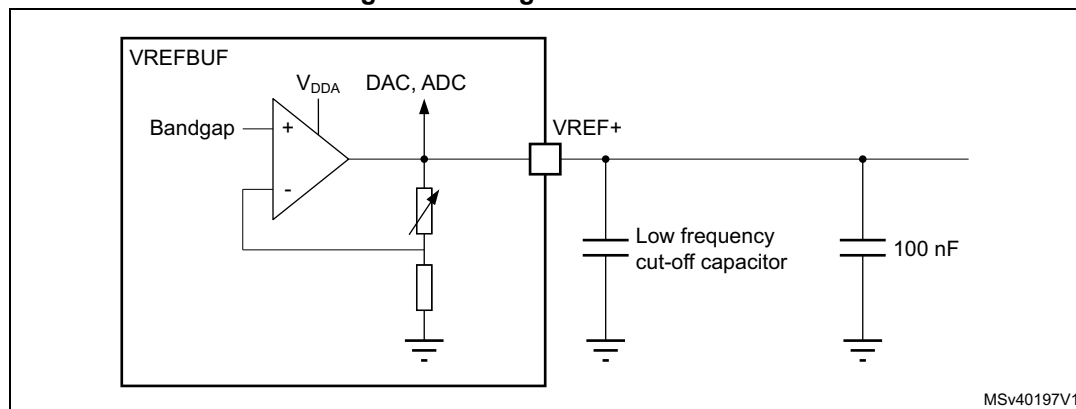 VREFBUF
VDDA
DAC, ADC
Bandgap
+
VREF+
-
Low frequency
cut-off capacitor
100 nF
MSv40197V1